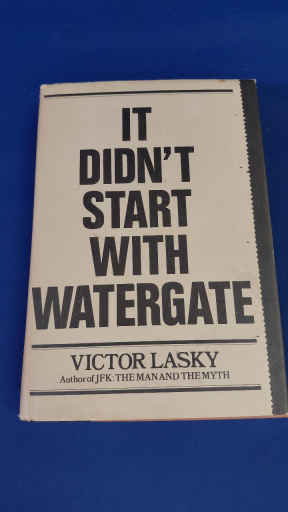 IT
DIDN'T
START
WITH
WATERGATE
VICTOR LASKY
Author of JFK: THE MAN AND THE MYTH